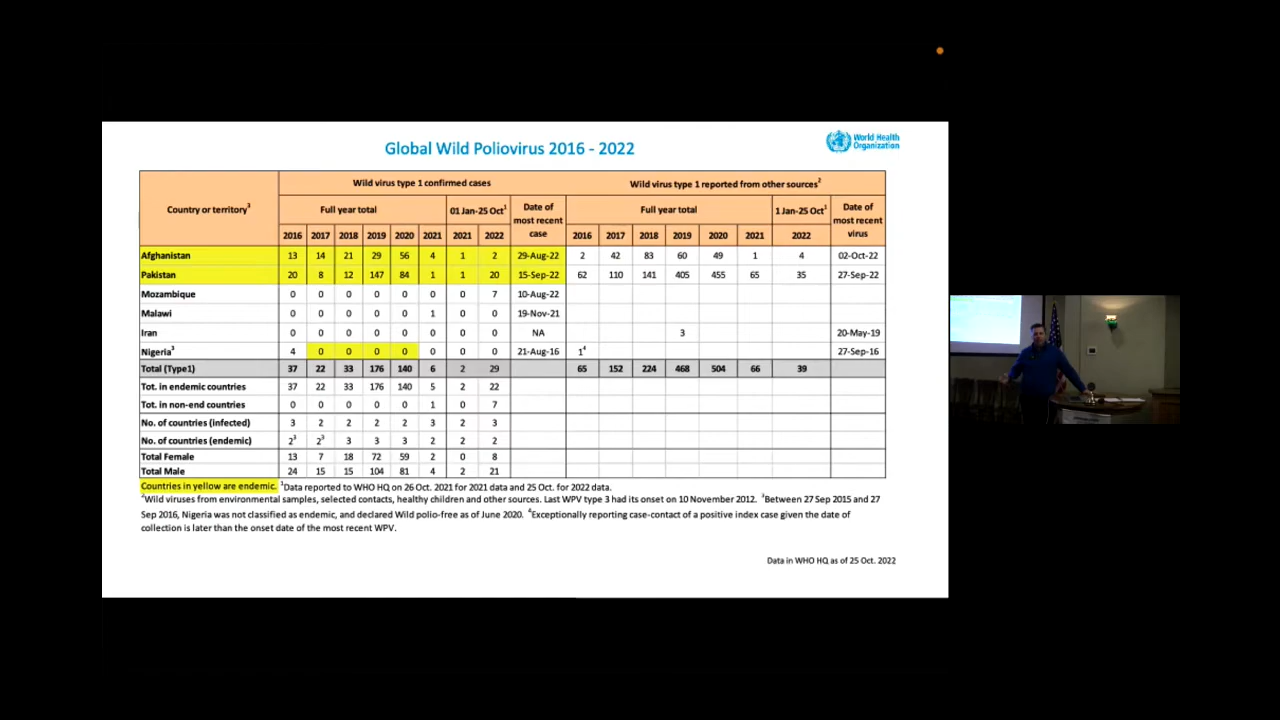 Global Wild Poliovirus 2016 - 2022
World Health
Organization
Country or territory3
Wild virus type 1 confirmed cases
Wild virus type 1 reported from other sources2
Full year total
01 Jan-25 Oct1
Date of most recent case
Full year total
1 Jan-25 Oct1
Date of most recent virus
2016 2017 2018 2019 2020 2021 2021 2022 2016 2017 2018 2019 2020 2021 2022
Afghanistan 13 14 21 29 56 4 1 2 29-Aug-22 2 42 83 60 49 1 4 02-Oct-22
Pakistan 20 8 12 147 84 1 1 20 15-Sep-22 62 110 141 405 455 65 35 27-Sep-22
Mozambique 0 0 0 0 0 0 0 7 10-Aug-22
Malawi 0 0 0 0 0 1 0 0 19-Nov-21
Iran 0 0 0 0 0 0 0 0 NA 3 20-May-19
Nigeria3 4 0 0 0 0 0 0 0 21-Aug-16 14 27-Sep-16
Total (Type1) 37 22 33 176 140 6 2 29 65 152 224 468 504 66 39
Tot. in endemic countries 37 22 33 176 140 5 2 22
Tot. in non-end countries 0 0 0 0 0 1 0 7
No. of countries (infected) 3 2 2 2 2 3 2 3
No. of countries (endemic) 23 23 3 3 3 2 2 2
Total Female 13 7 18 72 59 2 0 8
Total Male 24 15 15 104 81 4 2 21
Countries in yellow are endemic. 1Data reported to WHO HQ on 26 Oct. 2021 for 2021 data and 25 Oct. for 2022 data.
2Wild viruses from environmental samples, selected contacts, healthy children and other sources. Last WPV type 3 had its onset on 10 November 2012. 3Between 27 Sep 2015 and 27
Sep 2016, Nigeria was not classified as endemic, and declared Wild polio-free as of June 2020. 4Exceptionally reporting case-contact of a positive index case given the date of
collection is later than the onset date of the most recent WPV.
Data in WHO HQ as of 25 Oct. 2022